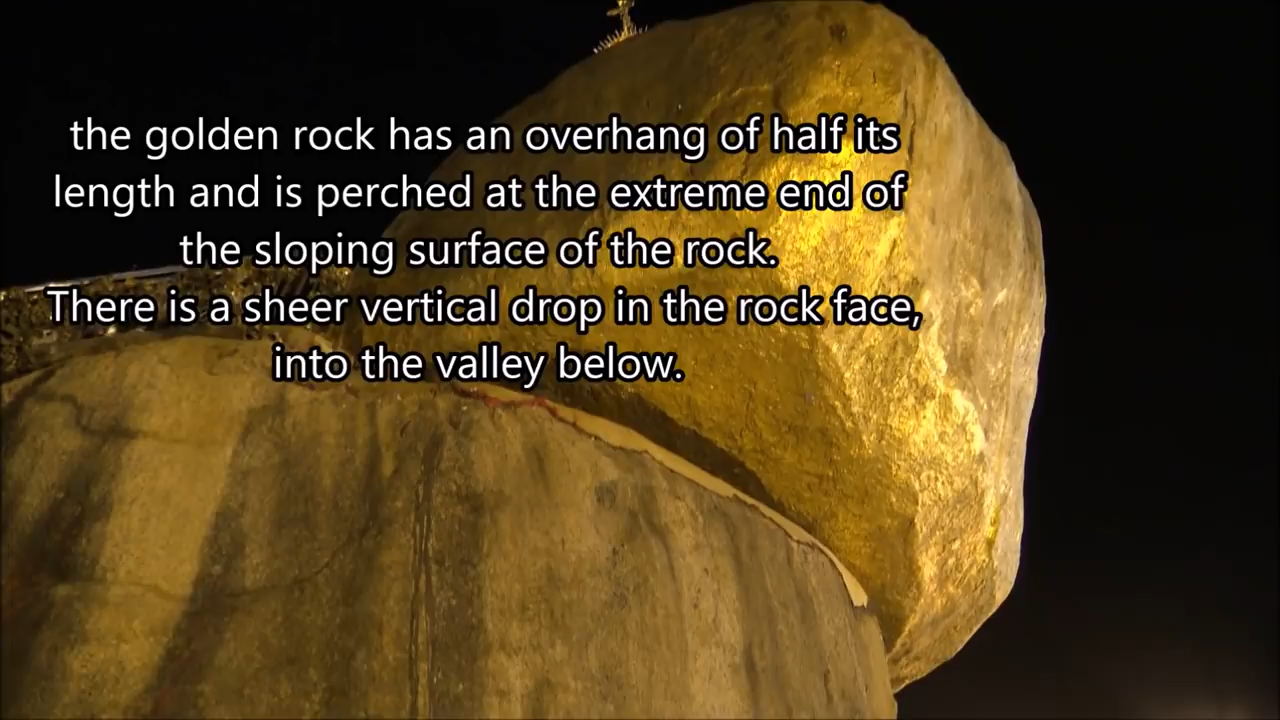 the golden rock has an overhang of half its
length and is perched at the extreme end of
the sloping surface of the rock.
There is a sheer vertical drop in the rock face,
into the valley below.